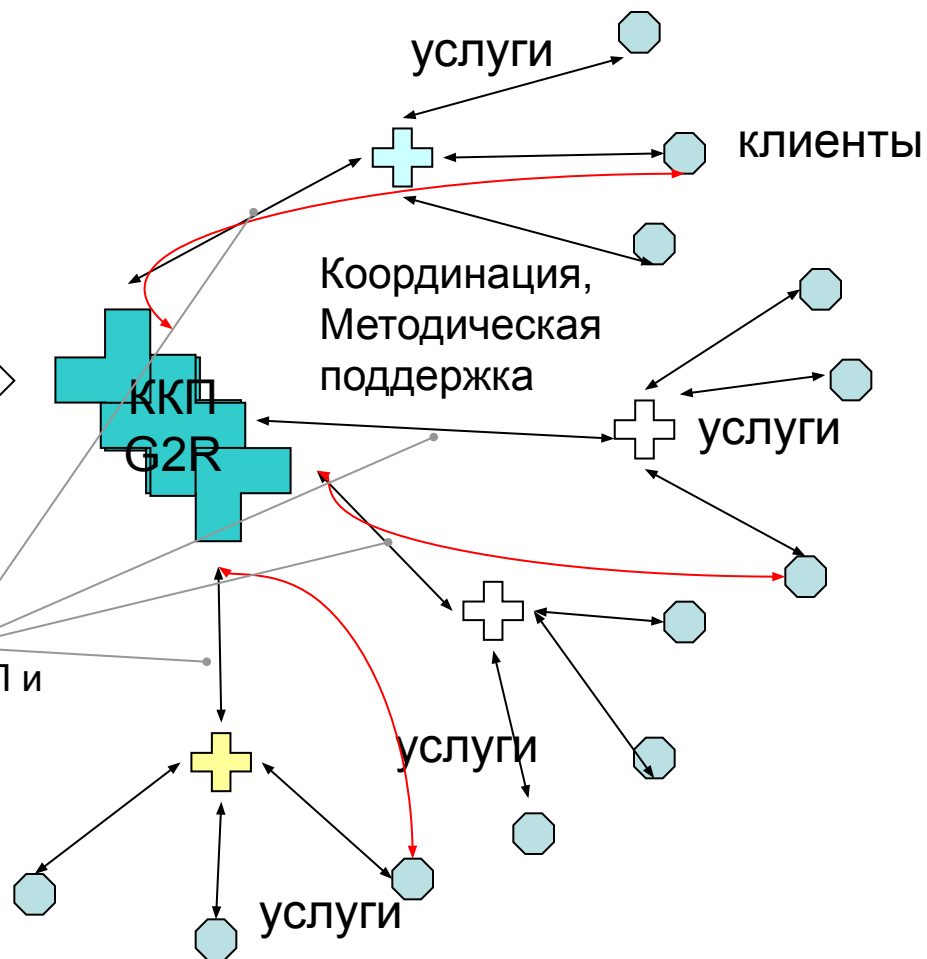 услуги
клиенты
Координация,
Методическая
поддержка
ККП
G2R
услуги
П и
услуги
услуги